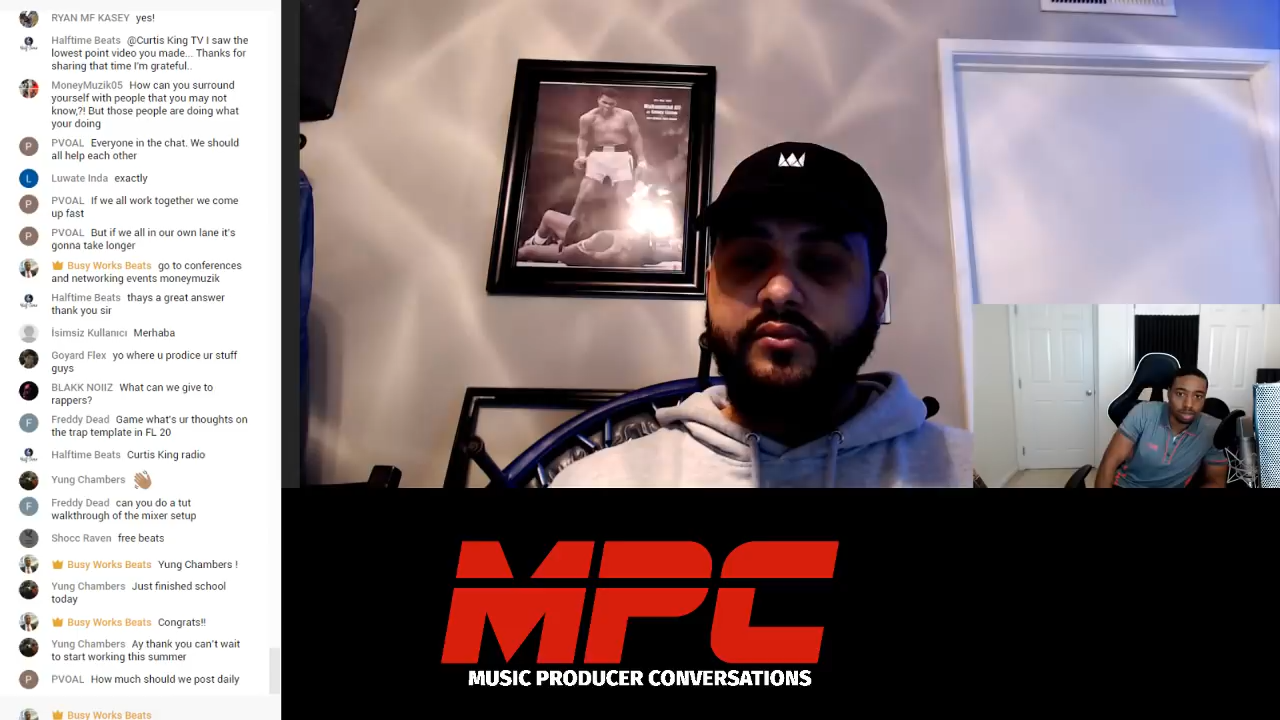 RYAN MF KASEY yes!
Halftime Beats @Curtis King TV I saw the
lowest point video you made... Thanks for
sharing that time I'm grateful..
MoneyMuzik05 How can you surround
yourself with people that you may not
know,?! But those people are doing what
your doing
PVOAL Everyone in the chat. We should
all help each other
Luwate Inda exactly
PVOAL If we all work together we come
up fast
PVOAL But if we all in our own lane it's
gonna take longer
Busy Works Beats go to conferences
and networking events moneymuzik
Halftime Beats thays a great answer
thank you sir
İsimsiz Kullanıcı Merhaba
Goyard Flex yo where u prodice ur stuff
guys
BLAKK NOIIZ What can we give to
rappers?
Freddy Dead Game what's ur thoughts on
the trap template in FL 20
Halftime Beats Curtis King radio
Yung Chambers
Freddy Dead can you do a tut
walkthrough of the mixer setup
Shocc Raven free beats
Busy Works Beats Yung Chambers !
Yung Chambers Just finished school
today
Busy Works Beats Congrats!!
Yung Chambers Ay thank you can't wait
to start working this summer
PVOAL How much should we post daily
Busy Works Beats
P
L
P
P
F
F
P
Muhammad Ali
MPC
MUSIC PRODUCER CONVERSATIONS